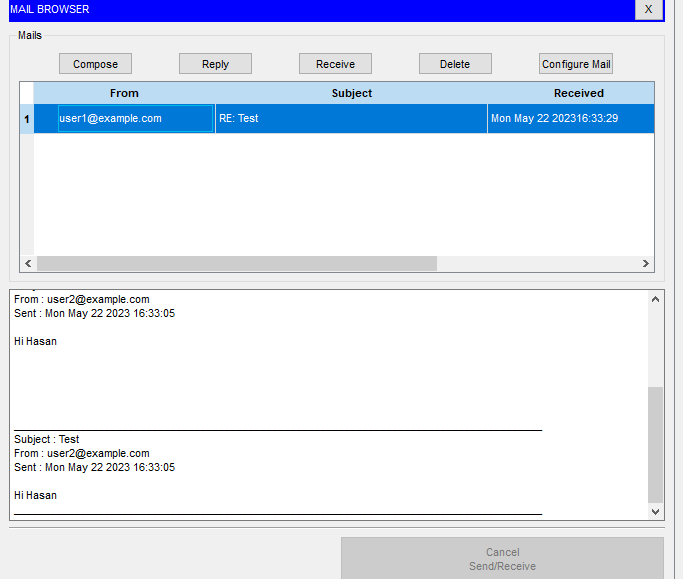 MAIL BROWSER X
Mails
Compose Reply Receive Delete Configure Mail
From Subject Received
1 user1@example.com RE: Test Mon May 22 202316:33:29
From : user2@example.com
Sent : Mon May 22 2023 16:33:05
Hi Hasan
Subject : Test
From : user2@example.com
Sent : Mon May 22 2023 16:33:05
Hi Hasan
Cancel
Send/Receive